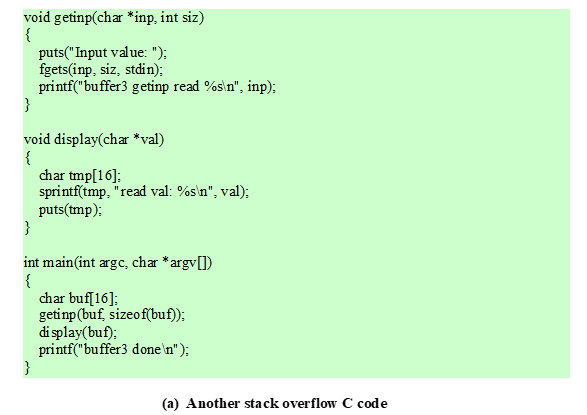 void getinp(char *inp, int siz)
{
puts("Input value: ");
fgets(inp, siz, stdin);
printf("buffer3 getinp read %s\n", inp);
}
void display(char *val)
{
char tmp[16];
sprintf(tmp, "read val: %s\n", val);
puts(tmp);
}
int main(int argc, char *argv[])
{
char buf[16];
getinp(buf, sizeof(buf));
display(buf);
printf("buffer3 done\n");
}
(a) Another stack overflow C code